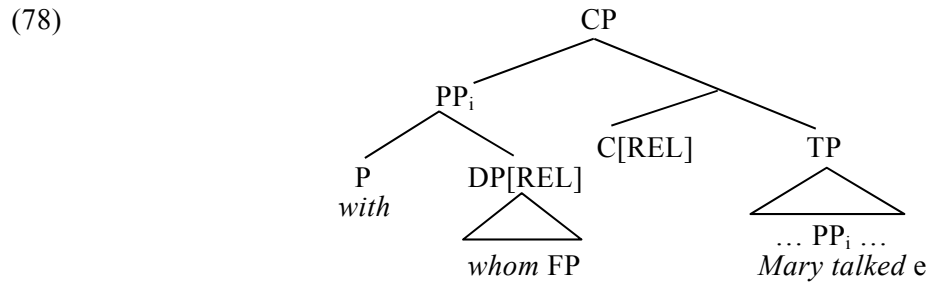 (78) CP
PPᵢ
C[REL] TP
P DP[REL]
with
… PPᵢ …
whom FP Mary talked e